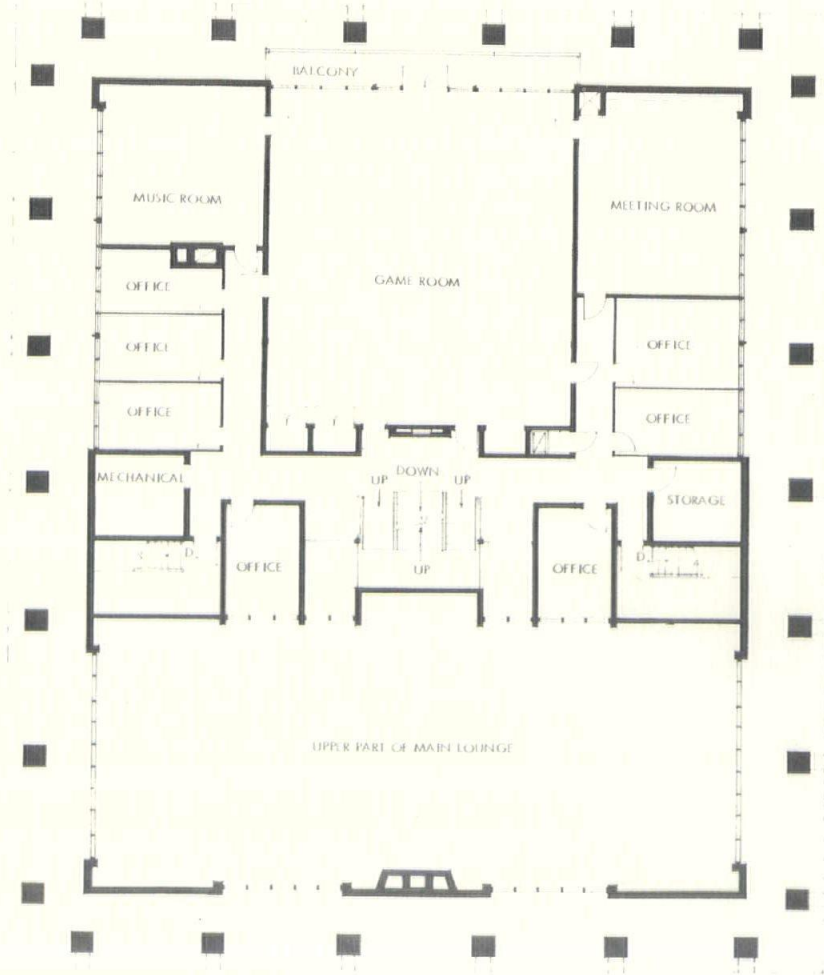 BALCONY
MUSIC ROOM
MEETING ROOM
GAME ROOM
OFFICE
OFFICE
OFFICE
OFFICE
OFFICE
DOWN
UP
UP
MECHANICAL
STORAGE
D.
D.
OFFICE
UP
OFFICE
UPPER PART OF MAIN LOUNGE